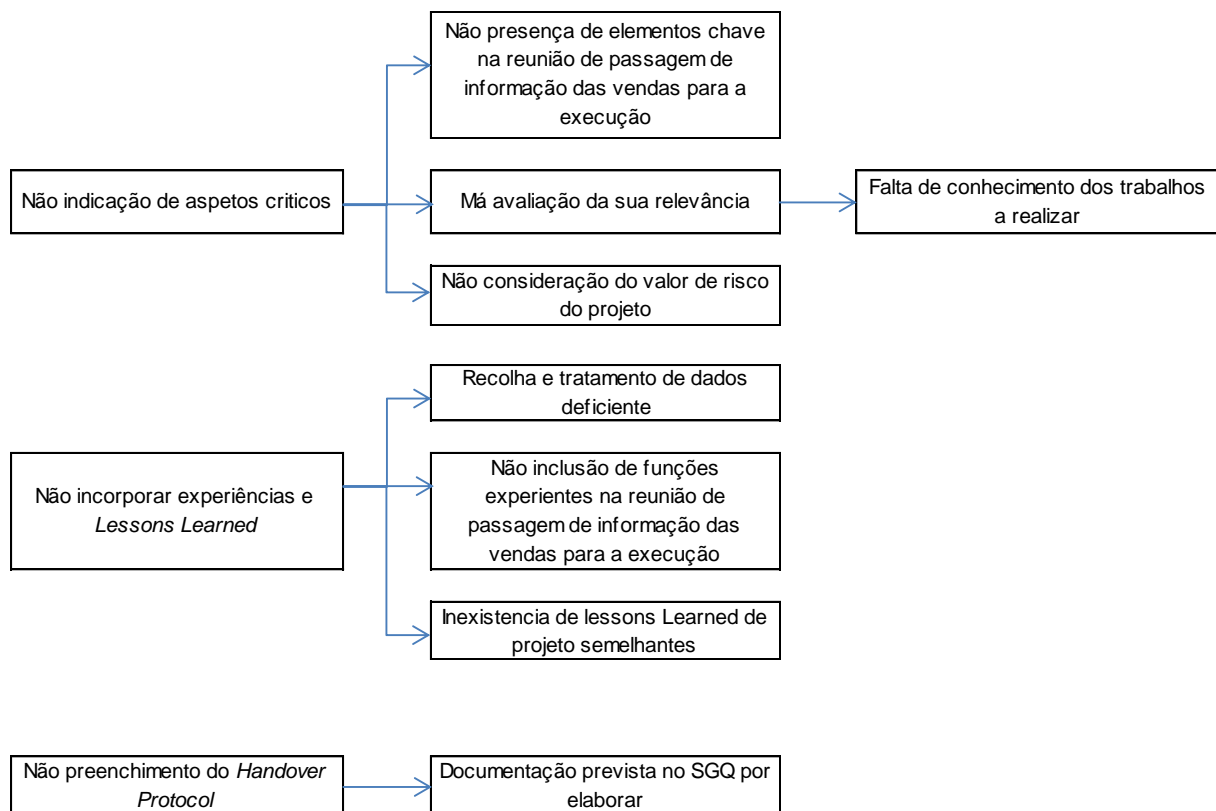 Não presença de elementos chave
na reunião de passagem de
informação das vendas para a
execução
Não indicação de aspetos criticos
Má avaliação da sua relevância
Falta de conhecimento dos trabalhos
a realizar
Não consideração do valor de risco
do projeto
Recolha e tratamento de dados
deficiente
Não incorporar experiências e
Lessons Learned
Não inclusão de funções
experientes na reunião de
passagem de informação das
vendas para a execução
Inexistencia de lessons Learned de
projeto semelhantes
Não preenchimento do Handover
Protocol
Documentação prevista no SGQ por
elaborar